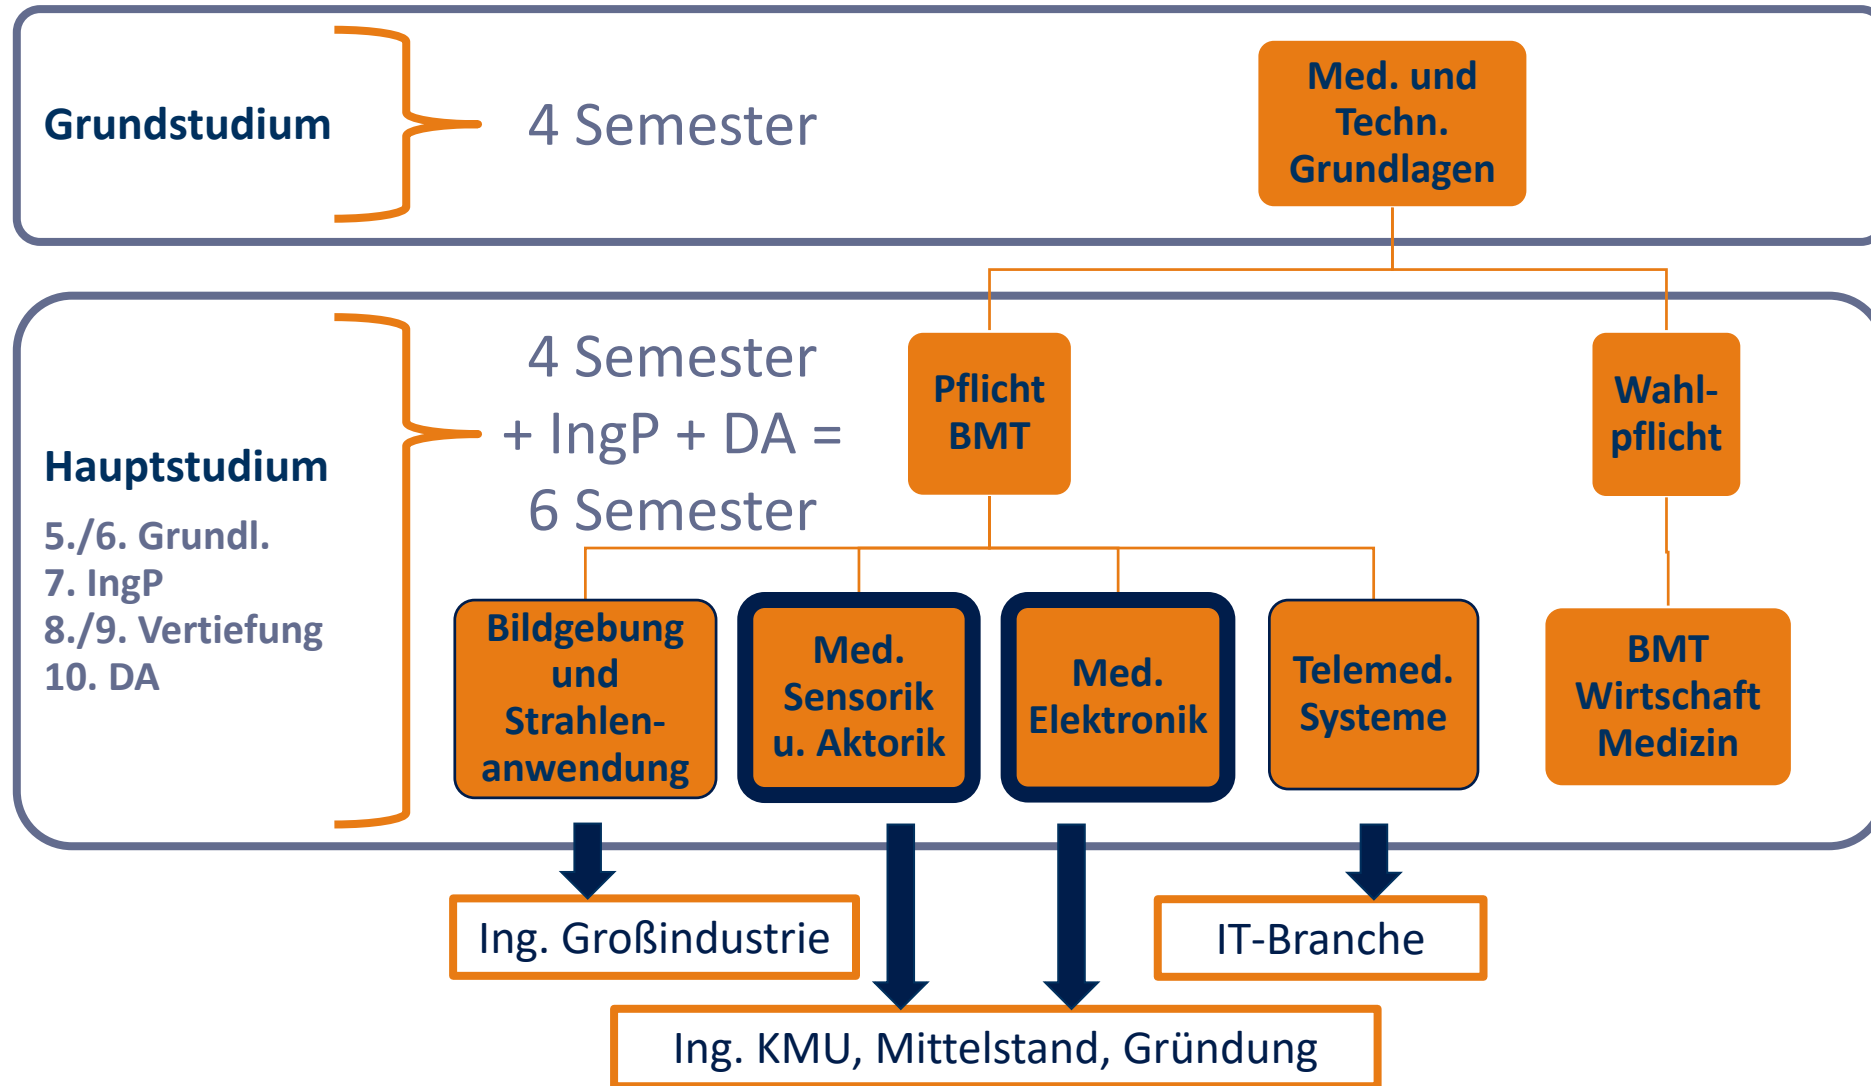 Grundstudium
4 Semester
Med. und
Techn.
Grundlagen
Hauptstudium
5./6. Grundl.
7. IngP
8./9. Vertiefung
10. DA
4 Semester
+ IngP + DA =
6 Semester
Pflicht
BMT
Wahl-
pflicht
Bildgebung
und
Strahlen-
anwendung
Med.
Sensorik
u. Aktorik
Med.
Elektronik
Telemed.
Systeme
BMT
Wirtschaft
Medizin
Ing. Großindustrie
IT-Branche
Ing. KMU, Mittelstand, Gründung